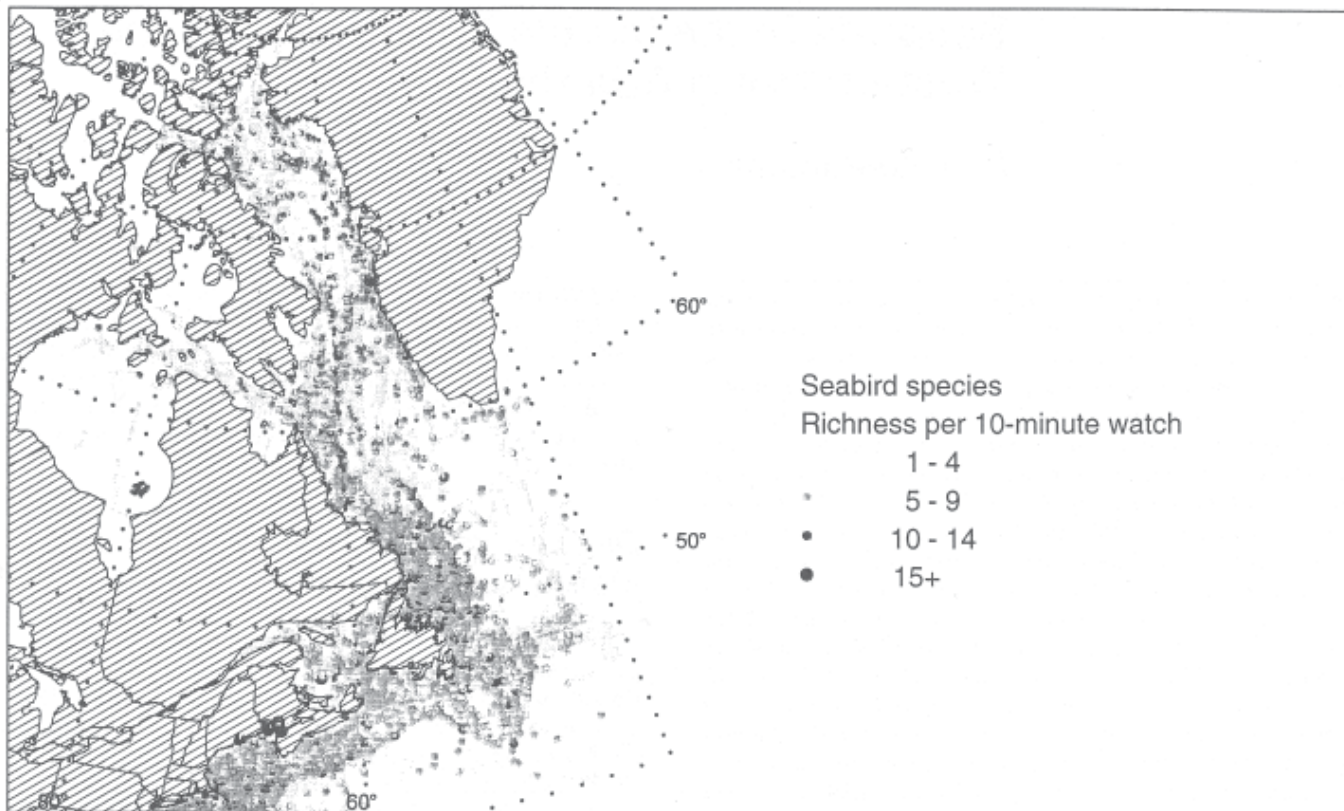 60°
Seabird species
Richness per 10-minute watch
1 - 4
5 - 9
50°
10 - 14
15+
80°
60°